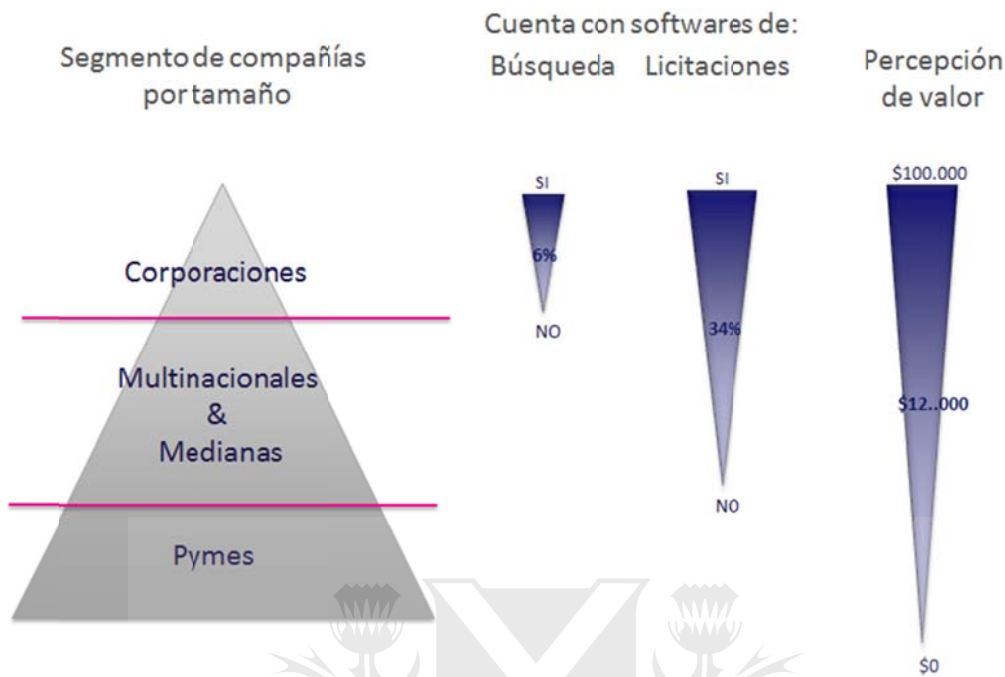 Segmento de compañías
por tamaño
Cuenta con softwares de:
Búsqueda Licitaciones
Percepción
de valor
Corporaciones
Multinacionales
&
Medianas
Pymes
SI
6%
NO
SI
34%
NO
$100.000
$12..000
$0